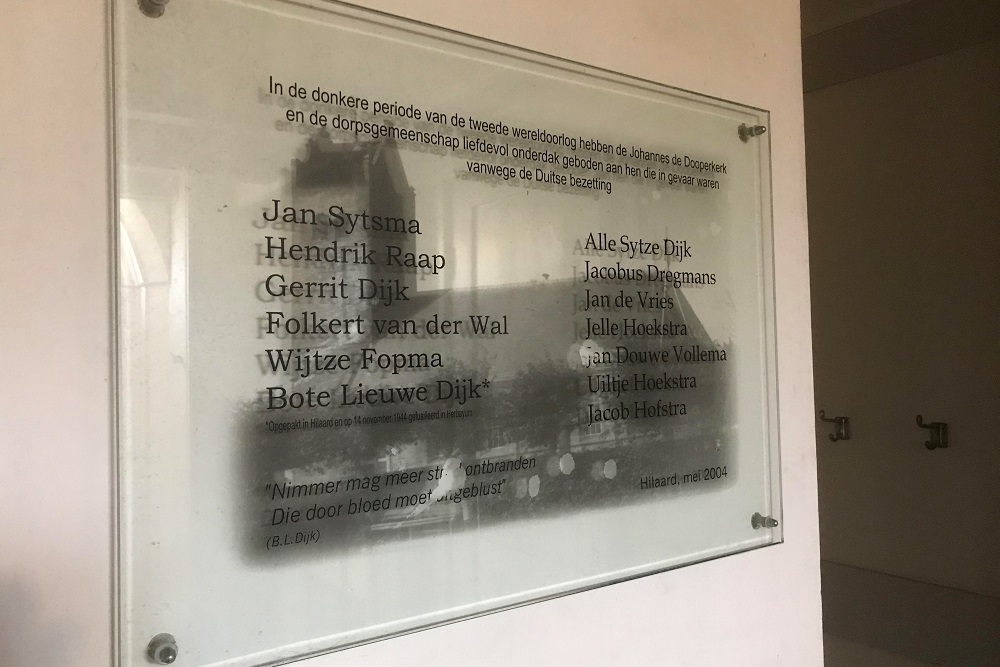 In de donkere periode van de tweede wereldoorlog hebben de Johannes de Dooperkerk
en de dorpsgemeenschap liefdevol onderdak geboden aan hen die in gevaar waren
vanwege de Duitse bezetting
Jan Sytsma
Hendrik Raap
Gerrit Dijk
Folkert van der Wal
Wijtze Fopma
Bote Lieuwe Dijk*
*Opgepakt in Hilaard en op 14 november 1944 gefusilleerd in Herbayum
Alle Sytze Dijk
Jacobus Dregmans
Jan de Vries
Jelle Hoekstra
Jan Douwe Vollema
Uiltje Hoekstra
Jacob Hofstra
"Nimmer mag meer ontbranden
Die door bloed moet"
(B.L.Dijk)
Hilaard, mei 2004